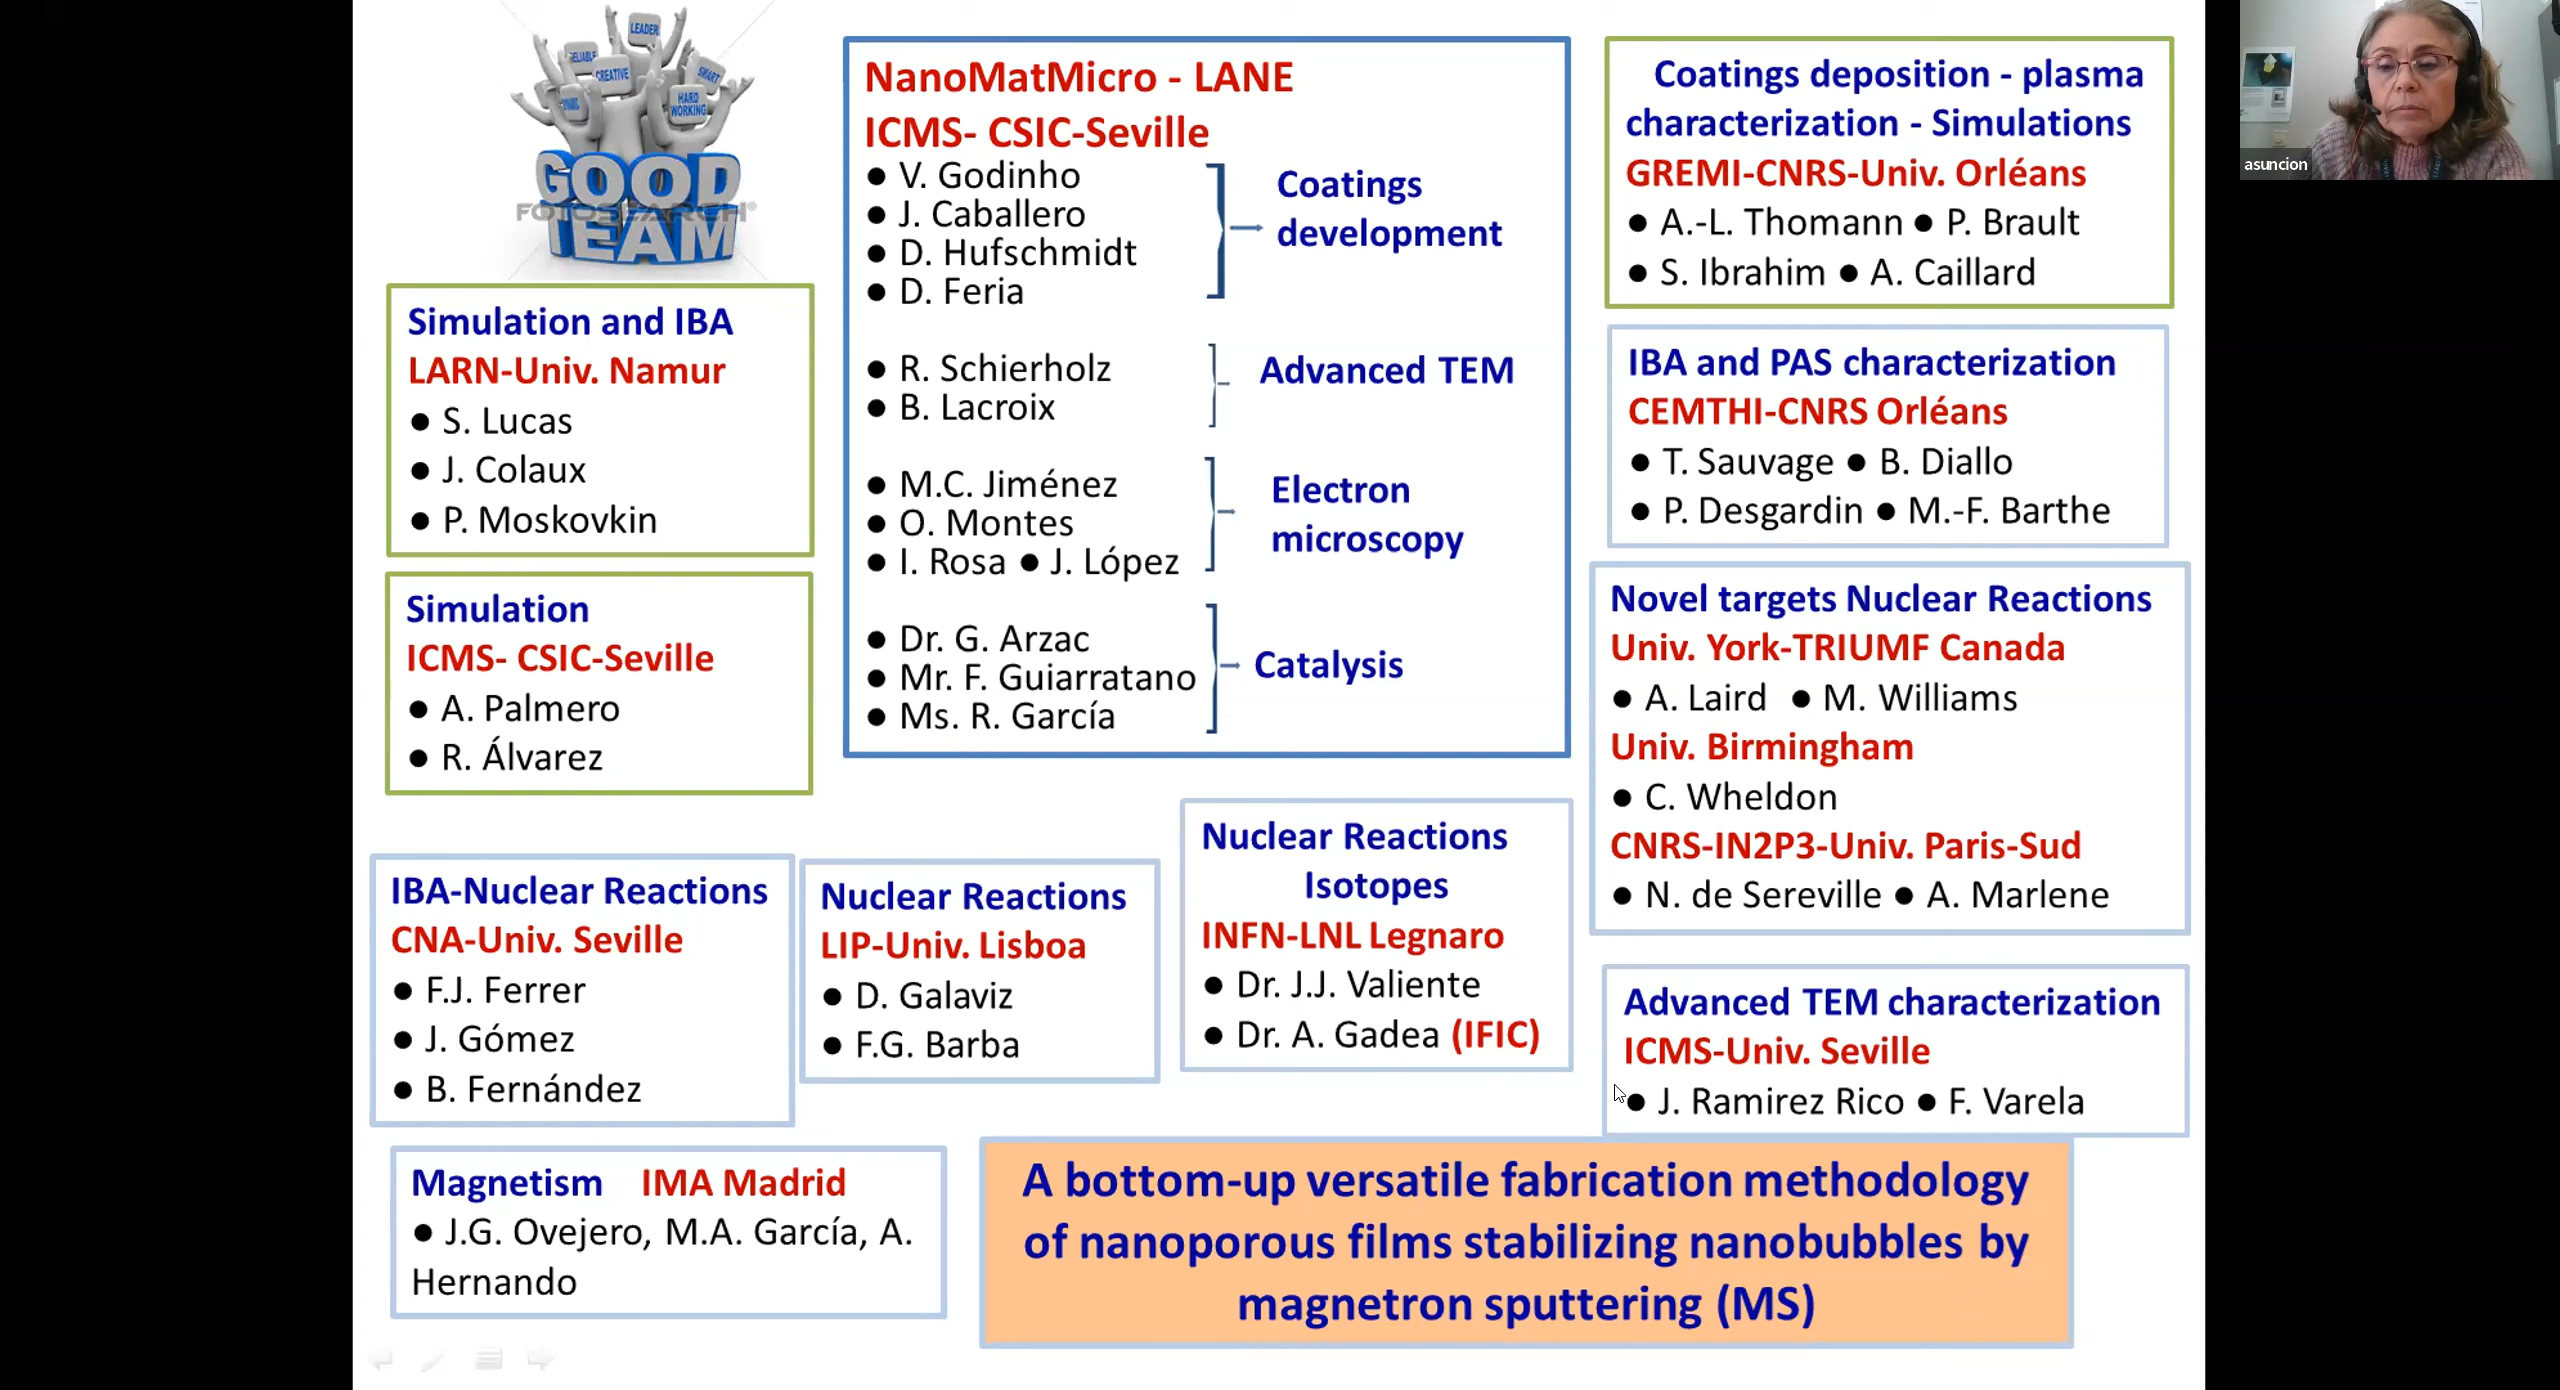 LEADER
RELIABLE
CREATIVE
SMART
HARD
WORKING
GOOD
FOTOSEARCH®
TEAM
Simulation and IBA
LARN-Univ. Namur
● S. Lucas
● J. Colaux
● P. Moskovkin
Simulation
ICMS- CSIC-Seville
● A. Palmero
● R. Álvarez
NanoMatMicro - LANE
ICMS- CSIC-Seville
● V. Godinho
● J. Caballero
● D. Hufschmidt
● D. Feria
Coatings
development
● R. Schierholz
● B. Lacroix
Advanced TEM
● M.C. Jiménez
● O. Montes
● I. Rosa ● J. López
Electron
microscopy
● Dr. G. Arzac
● Mr. F. Guiarratano
● Ms. R. García
Catalysis
Coatings deposition - plasma
characterization - Simulations
GREMI-CNRS-Univ. Orléans
● A.-L. Thomann ● P. Brault
● S. Ibrahim ● A. Caillard
IBA and PAS characterization
CEMTHI-CNRS Orléans
● T. Sauvage ● B. Diallo
● P. Desgardin ● M.-F. Barthe
Novel targets Nuclear Reactions
Univ. York-TRIUMF Canada
● A. Laird ● M. Williams
Univ. Birmingham
● C. Wheldon
CNRS-IN2P3-Univ. Paris-Sud
● N. de Sereville ● A. Marlene
IBA-Nuclear Reactions
CNA-Univ. Seville
● F.J. Ferrer
● J. Gómez
● B. Fernández
Nuclear Reactions
LIP-Univ. Lisboa
● D. Galaviz
● F.G. Barba
Nuclear Reactions
Isotopes
INFN-LNL Legnaro
● Dr. J.J. Valiente
● Dr. A. Gadea (IFIC)
Advanced TEM characterization
ICMS-Univ. Seville
● J. Ramirez Rico ● F. Varela
Magnetism IMA Madrid
● J.G. Ovejero, M.A. García, A.
Hernando
A bottom-up versatile fabrication methodology
of nanoporous films stabilizing nanobubbles by
magnetron sputtering (MS)
asuncion